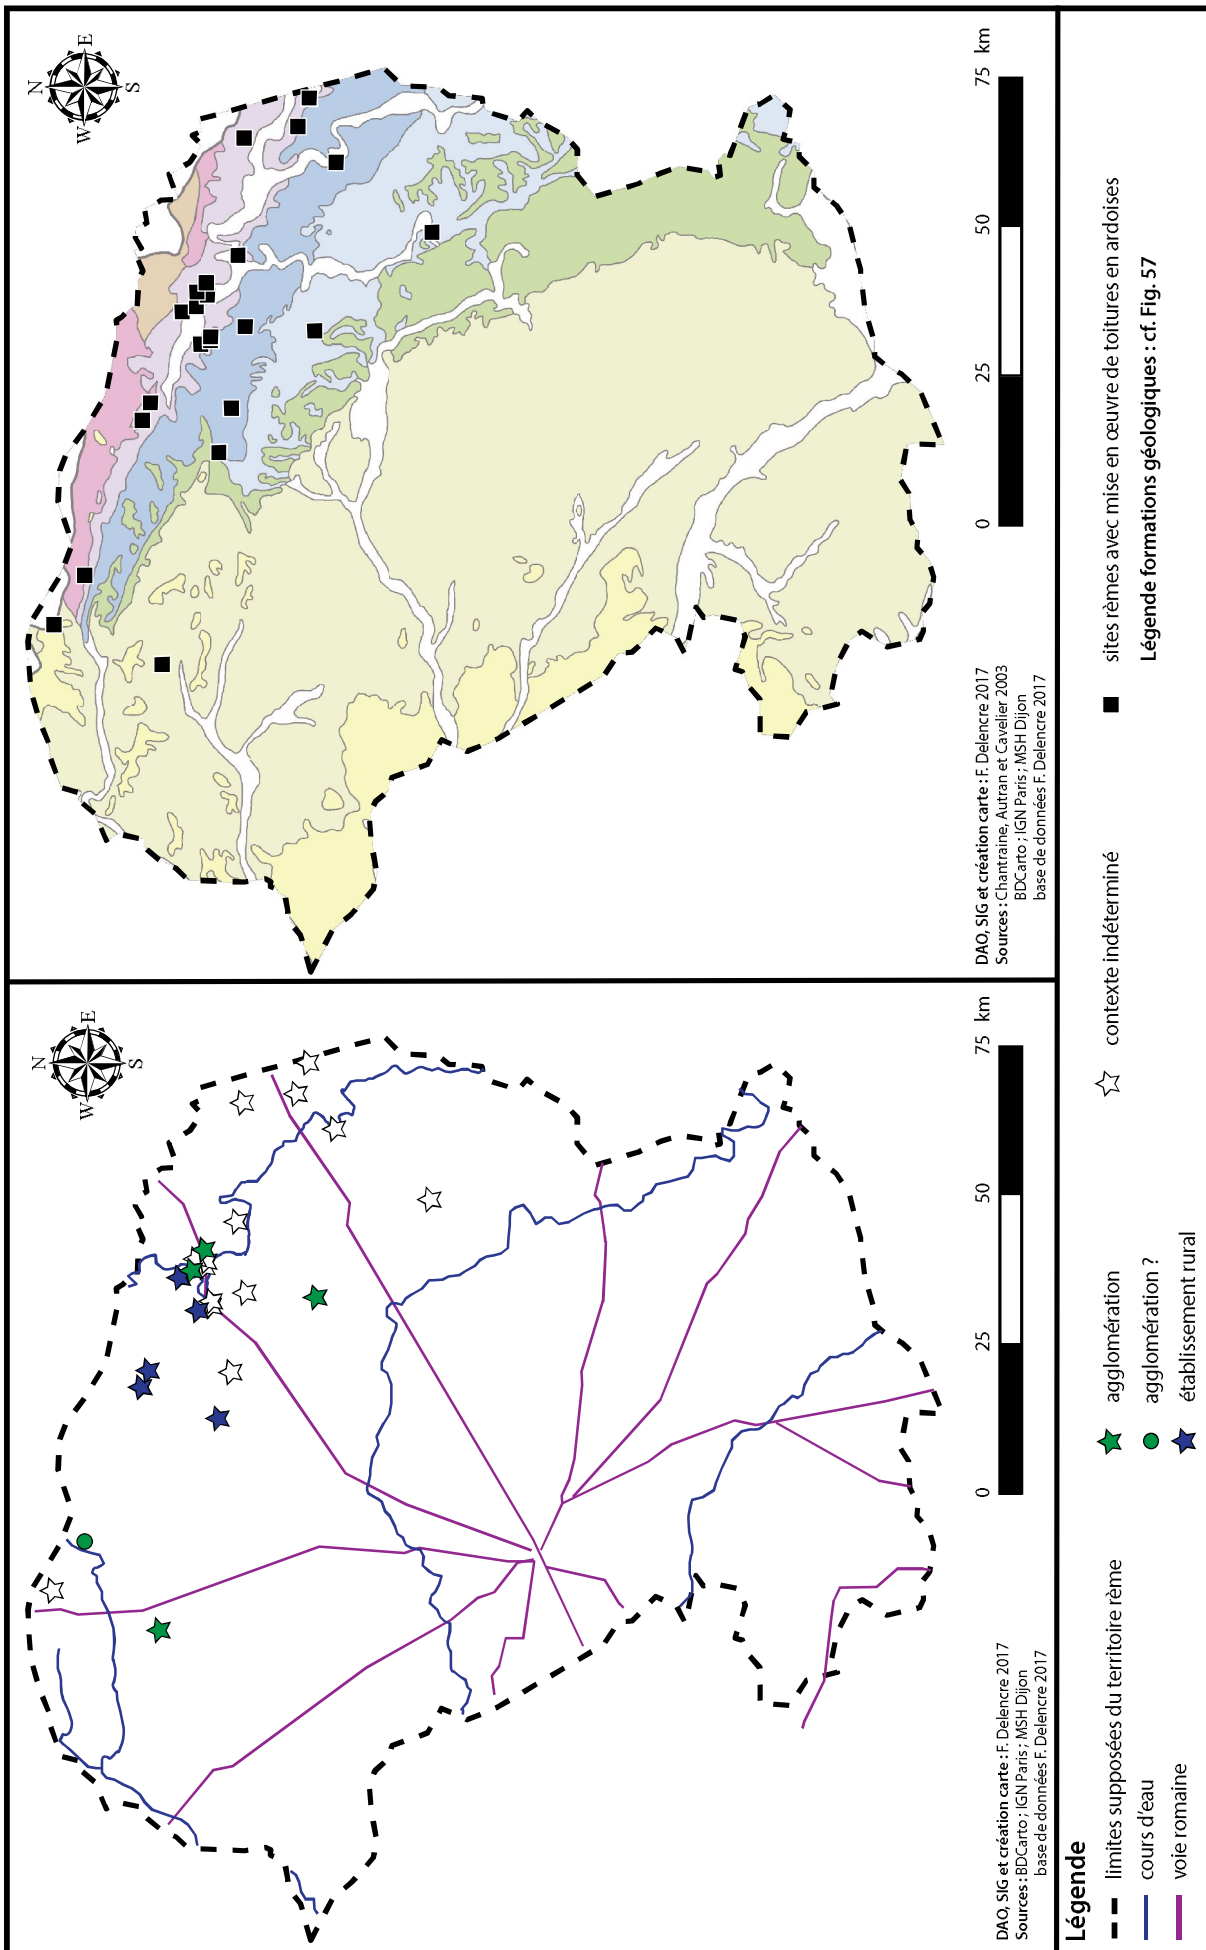 N
E
S
W
0
25
50
75
km
DAO, SIG et création carte : F. Delencre 2017
Sources : BDCarto ; IGN Paris ; MSH Dijon
base de données F. Delencre 2017
N
E
S
W
0
25
50
75
km
DAO, SIG et création carte : F. Delencre 2017
Sources : Chantraine, Autran et Cavelier 2003
BDCarto ; IGN Paris ; MSH Dijon
base de données F. Delencre 2017
Légende
limites supposées du territoire rème
cours d'eau
voie romaine
agglomération
agglomération ?
établissement rural
contexte indéterminé
sites rèmes avec mise en œuvre de toitures en ardoises
Légende formations géologiques : cf. Fig. 57